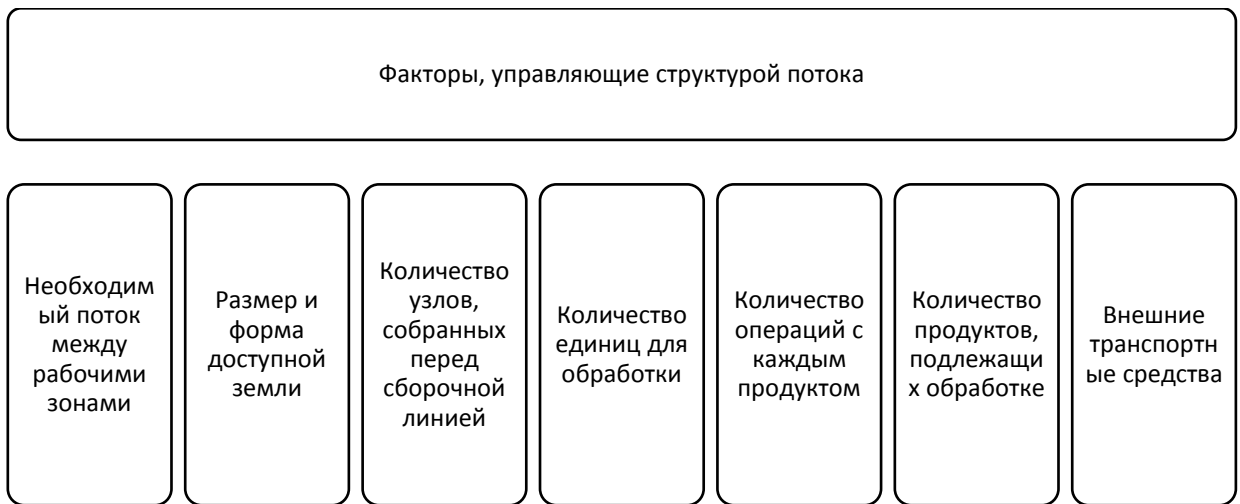 Факторы, управляющие структурой потока
Необходим
ый поток
между
рабочими
зонами
Размер и
форма
доступной
земли
Количество
узлов,
собранных
перед
сборочной
линией
Количество
единиц для
обработки
Количество
операций с
каждым
продуктом
Количество
продуктов,
подлежащи
х обработке
Внешние
транспортн
ые средства